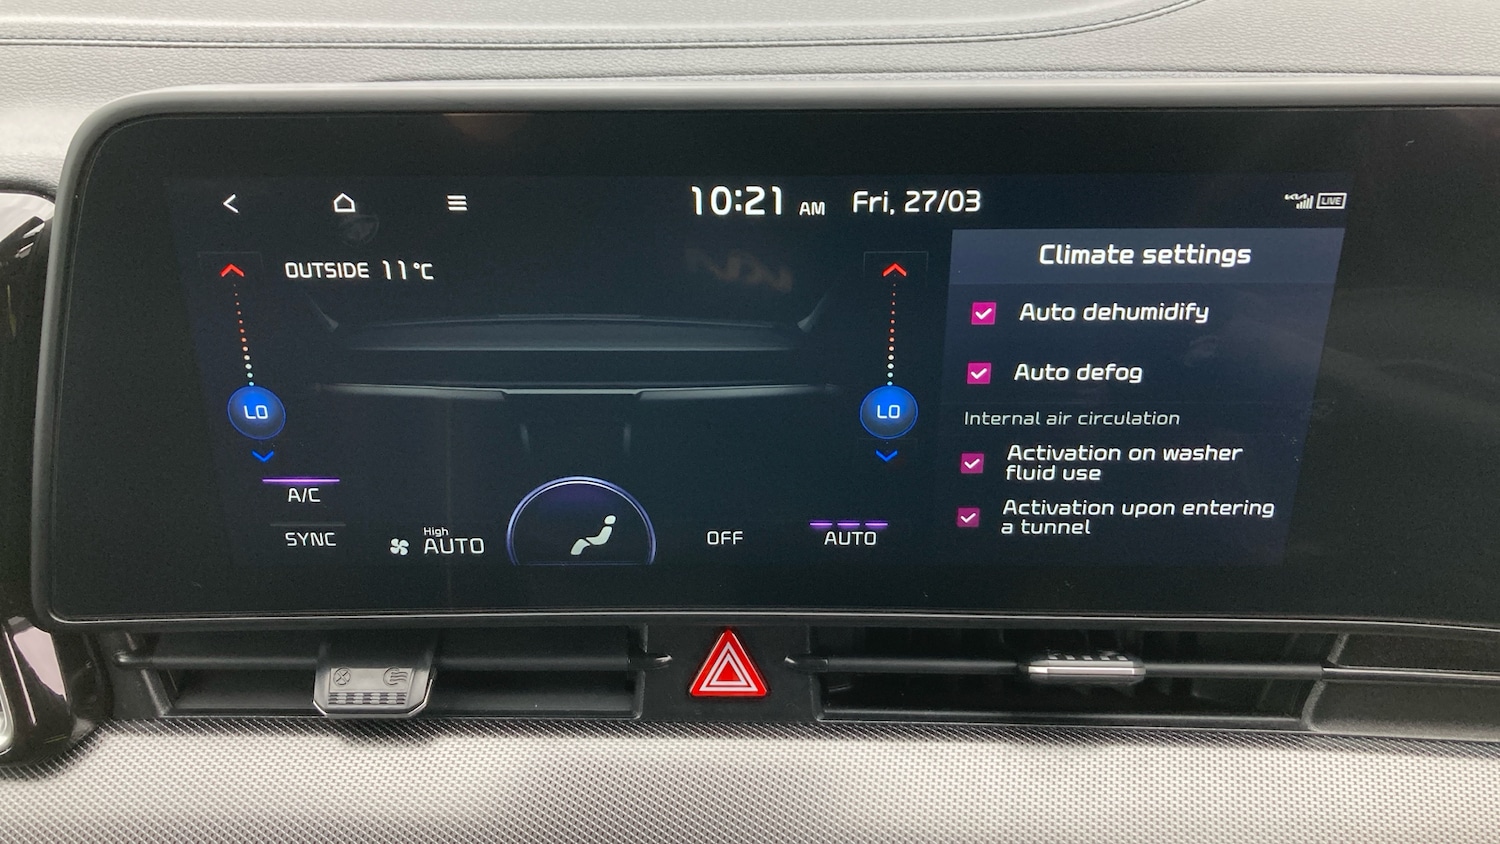 10:21 AM Fri, 27/03
LIVE
OUTSIDE 11°C
LO
LO
A/C
SYNC
High
AUTO
OFF
AUTO
Climate settings
Auto dehumidify
Auto defog
Internal air circulation
Activation on washer
fluid use
Activation upon entering
a tunnel